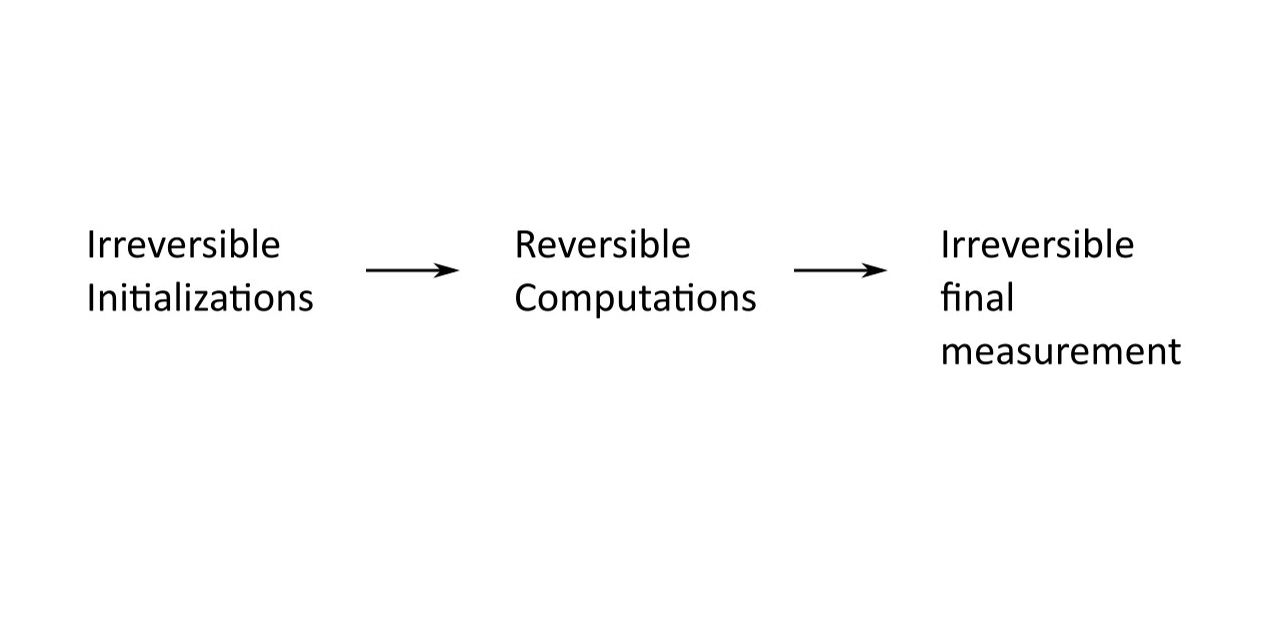 Irreversible
Initializations
Reversible
Computations
Irreversible
final
measurement